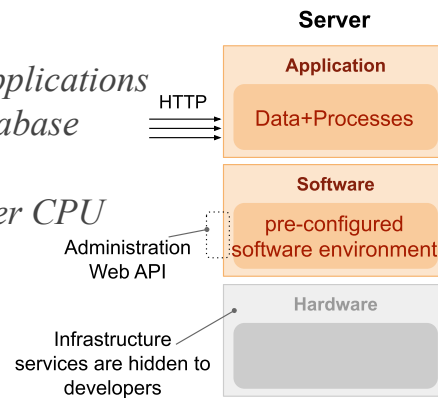 Server
pplications
abase
er CPU
HTTP
Application
Data+Processes
Software
pre-configured
software environment
Administration
Web API
Hardware
Infrastructure
services are hidden to
developers